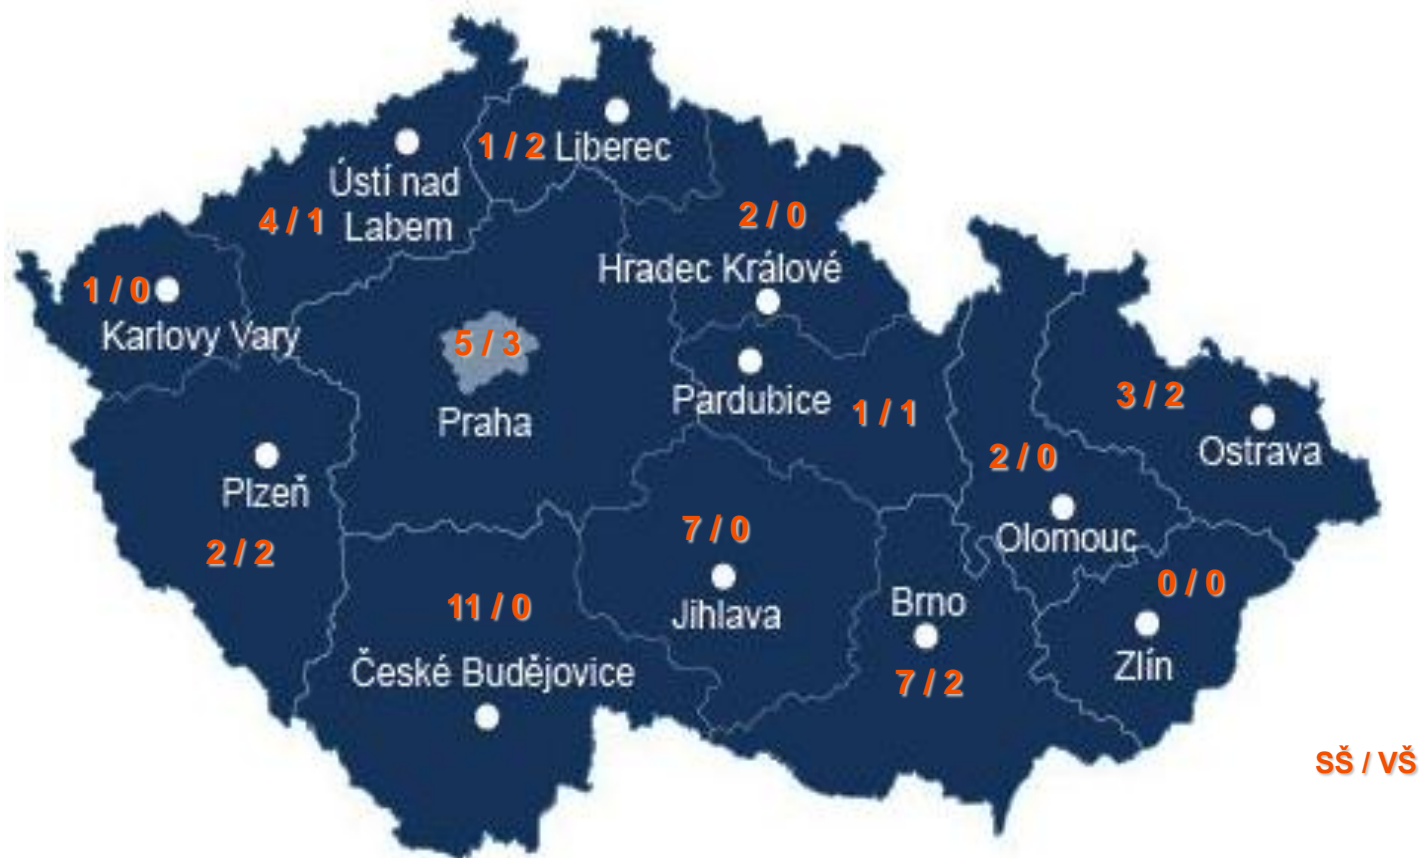 1 / 2 Liberec
Ústí nad
Labem
4 / 1
2 / 0
Hradec Králové
1 / 0
Karlovy Vary
5 / 3
Praha
Pardubice
1 / 1
3 / 2
Ostrava
2 / 0
Olomouc
Plzeň
2 / 2
7 / 0
Jihlava
11 / 0
České Budějovice
Brno
7 / 2
0 / 0
Zlín
SŠ / VŠ